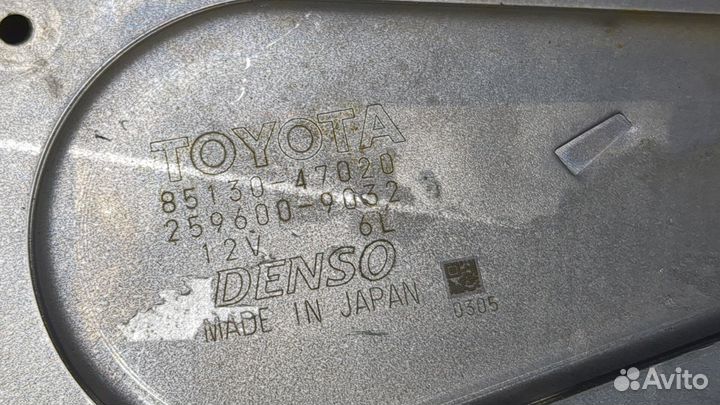 TOYOTA
85130-47020
259600-9032
12V 6L
DENSO
MADE IN JAPAN
0305
Avito